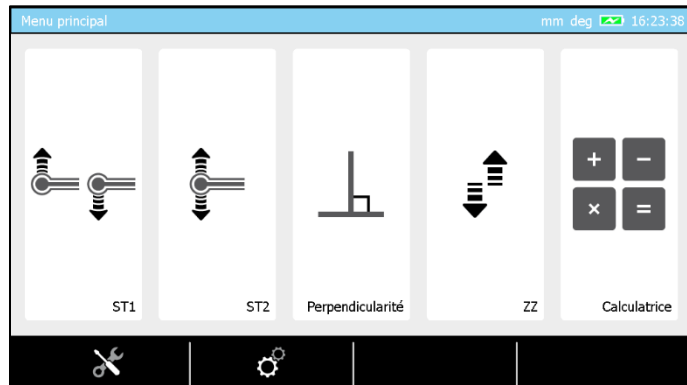 Menu principal mm deg 16:23:38
ST1 ST2 Perpendicularité ZZ Calculatrice